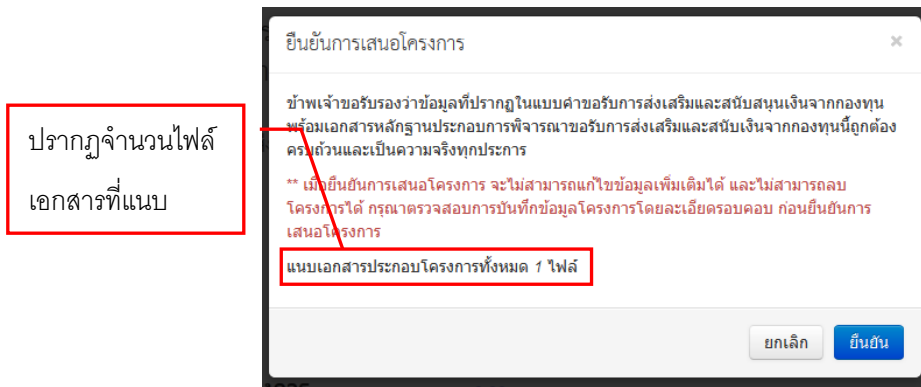 ยืนยันการเสนอโครงการ
×
ข้าพเจ้าขอรับรองว่าข้อมูลที่ปรากฏในแบบคำขอรับการส่งเสริมและสนับสนุนเงินจากกองทุน
พร้อมเอกสารหลักฐานประกอบการพิจารณาขอรับการส่งเสริมและสนับเงินจากกองทุนนี้ถูกต้อง
ครบถ้วนและเป็นความจริงทุกประการ
** เมื่อยืนยันการเสนอโครงการ จะไม่สามารถแก้ไขข้อมูลเพิ่มเติมได้ และไม่สามารถลบ
โครงการได้ กรุณาตรวจสอบการบันทึกข้อมูลโครงการโดยละเอียดรอบคอบ ก่อนยืนยันการ
เสนอโครงการ
แนบเอกสารประกอบโครงการทั้งหมด 1 ไฟล์
ยกเลิก
ยืนยัน
ปรากฏจำนวนไฟล์
เอกสารที่แนบ